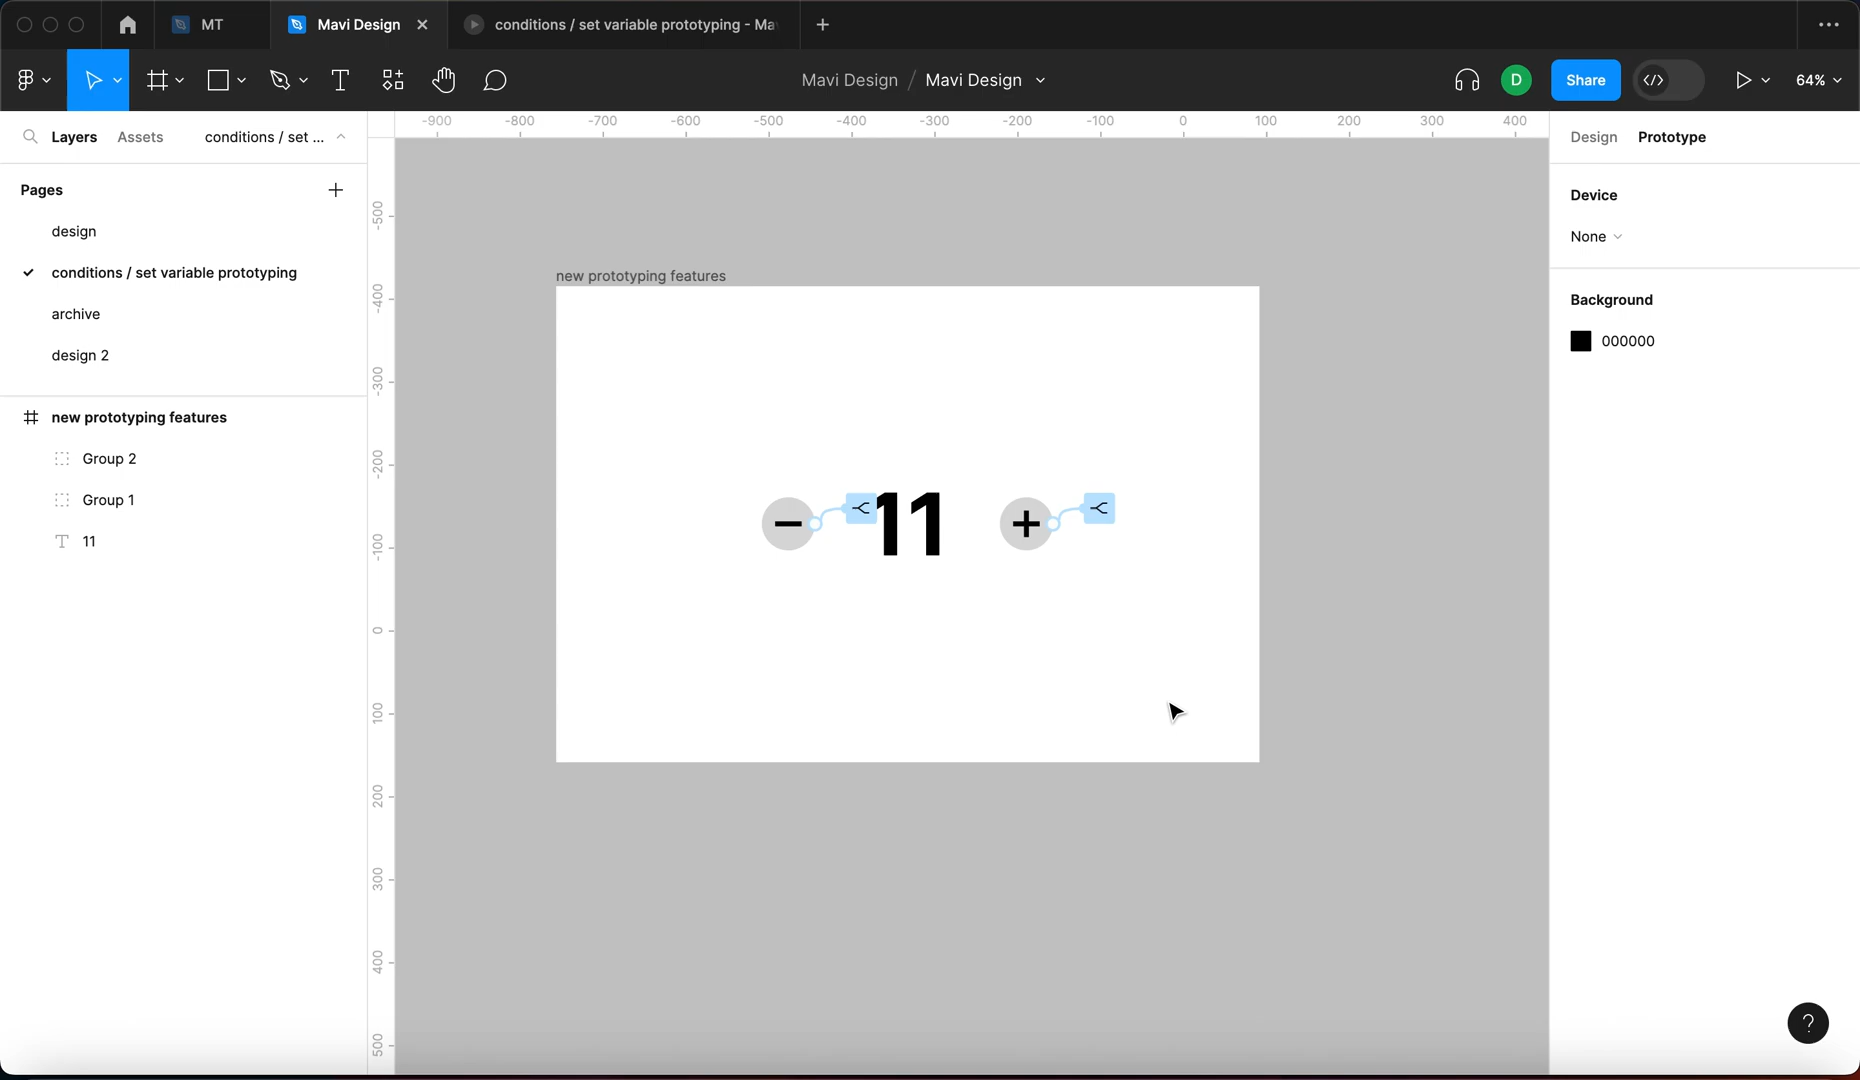 MT
Mavi Design
conditions / set variable prototyping - Ma
Mavi Design / Mavi Design
D
Share
64%
Layers
Assets
conditions / set ...
Design
Prototype
-900 -800 -700 -600 -500 -400 -300 -200 -100 0 100 200 300 400
Pages
design
conditions / set variable prototyping
archive
design 2
new prototyping features
Group 2
Group 1
11
-500
-400
-300
-200
-100
0
100
200
300
400
500
new prototyping features
11
Device
None
Background
000000
?